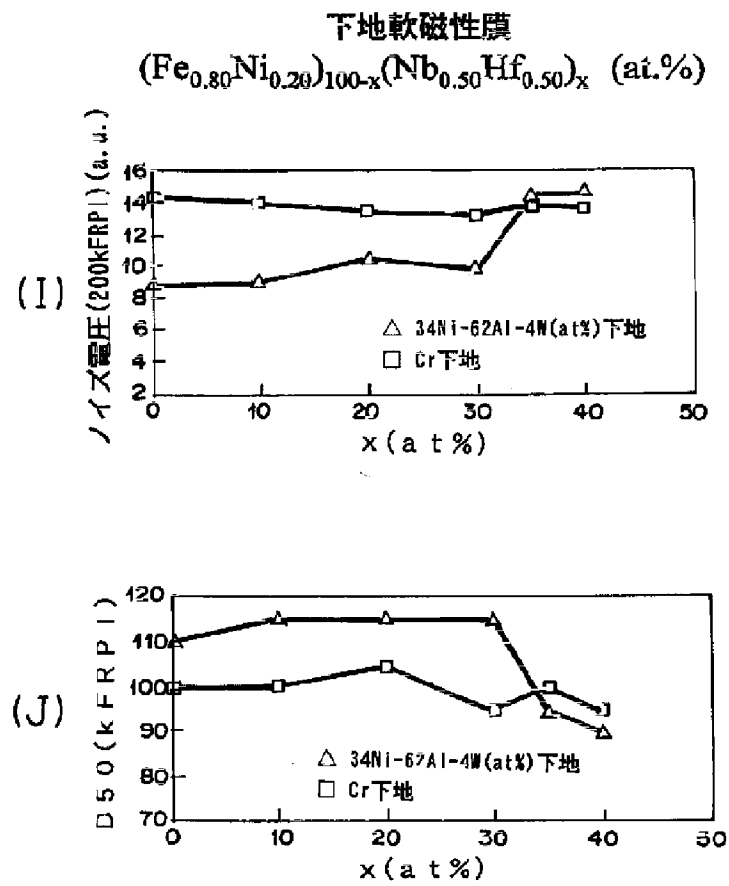 下地軟磁性膜
(Fe0.80Ni0.20)100-x(Nb0.50Hf0.50)x (at.%)
(I)
ノイズ電圧(200kFRPI)(a.u.)
16
14
12
10
8
6
4
2
△ 34Ni-62Al-4W(at%)下地
□ Cr下地
0 10 20 30 40 50
x(at%)
(J)
D50(kFRPI)
120
110
100
90
80
70
△ 34Ni-62Al-4W(at%)下地
□ Cr下地
0 10 20 30 40 50
x(at%)